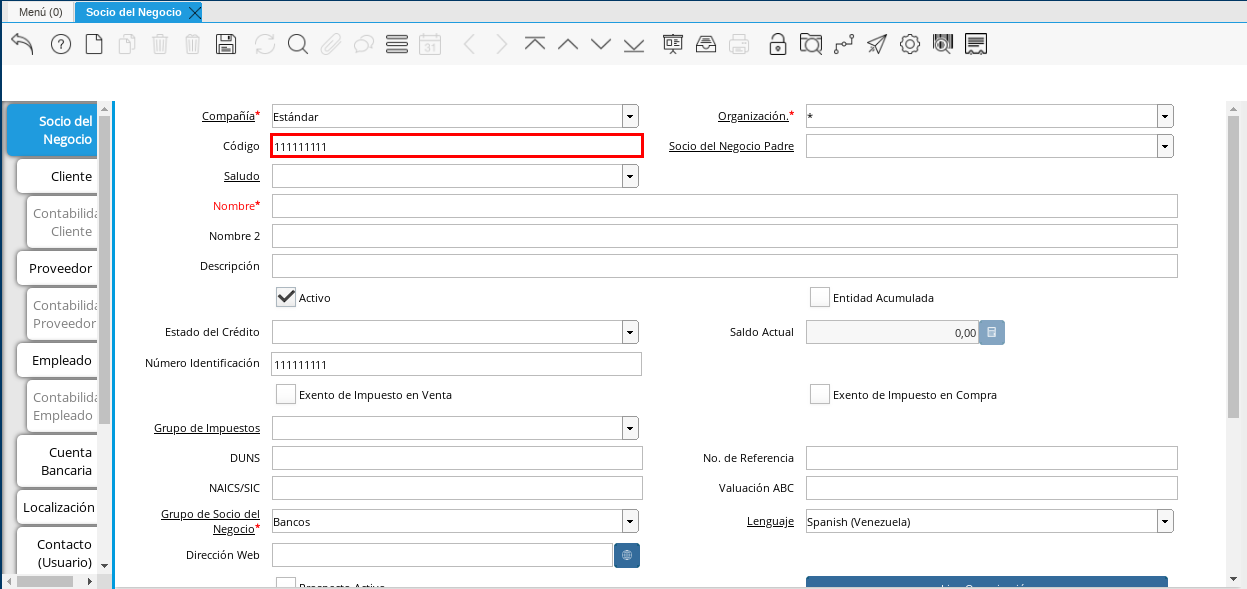 Menú (0)
Socio del Negocio
31
Socio del
Negocio
Cliente
Contabilida
Cliente
Proveedor
Contabilida
Proveedor
Empleado
Contabilida
Empleado
Cuenta
Bancaria
Localización
Contacto
(Usuario)
Compañía* Estándar Organización.* *
Código 111111111 Socio del Negocio Padre
Saludo
Nombre*
Nombre 2
Descripción
Activo Entidad Acumulada
Estado del Crédito Saldo Actual 0,00
Número Identificación 111111111
Exento de Impuesto en Venta Exento de Impuesto en Compra
Grupo de Impuestos
DUNS No. de Referencia
NAICS/SIC Valuación ABC
Grupo de Socio del
Negocio* Bancos Lenguaje Spanish (Venezuela)
Dirección Web
Prospecto Activo